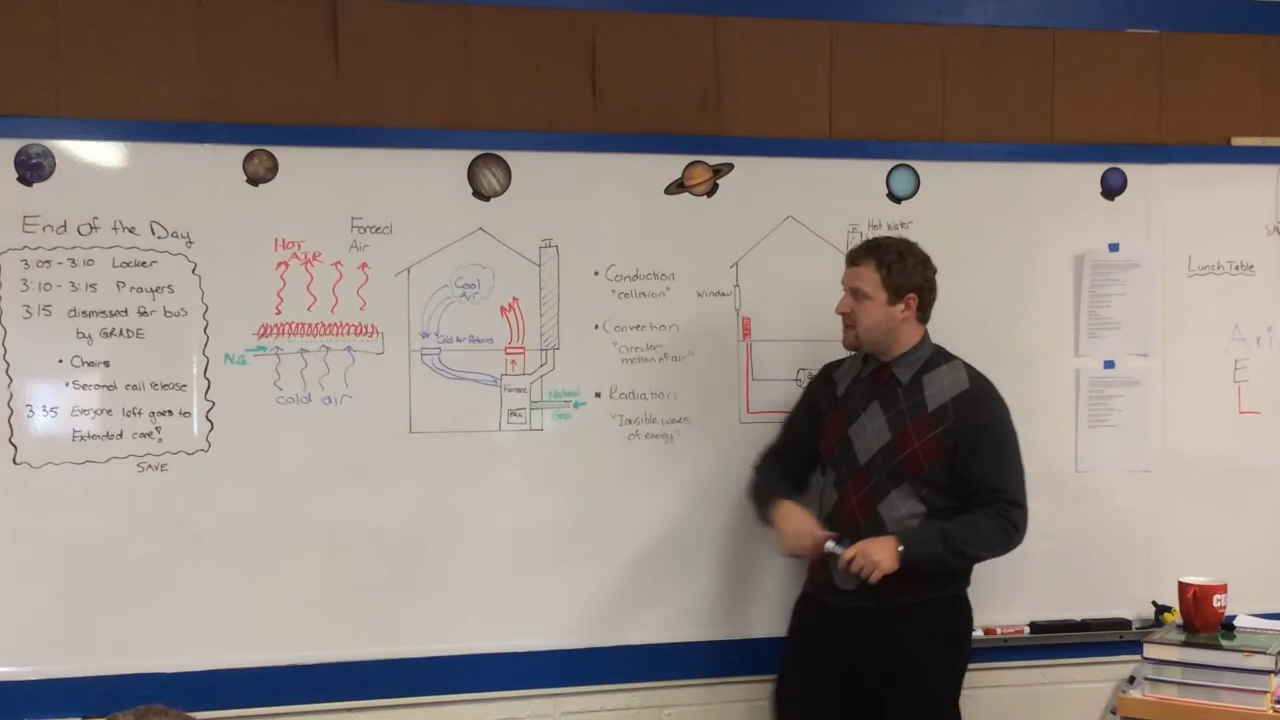 End of the Day
3:05 - 3:10 Locker
3:10 - 3:15 Prayers
3:15 dismissed for bus
by GRADE
• Chairs
• Second call release
3:35 Everyone left goes to
Extended care!
SAVE
Forced
Air
HOT
AIR
N.G.
cold air
Cool
Air
Cold Air Returns
Furnace
FAN
Natural
Gas
• Conduction
"collision"
• Convection
"Circular
motion of air"
• Radiation
"Invisible waves
of energy"
Hot Water
Window
Lunch Table
Ari
E
L